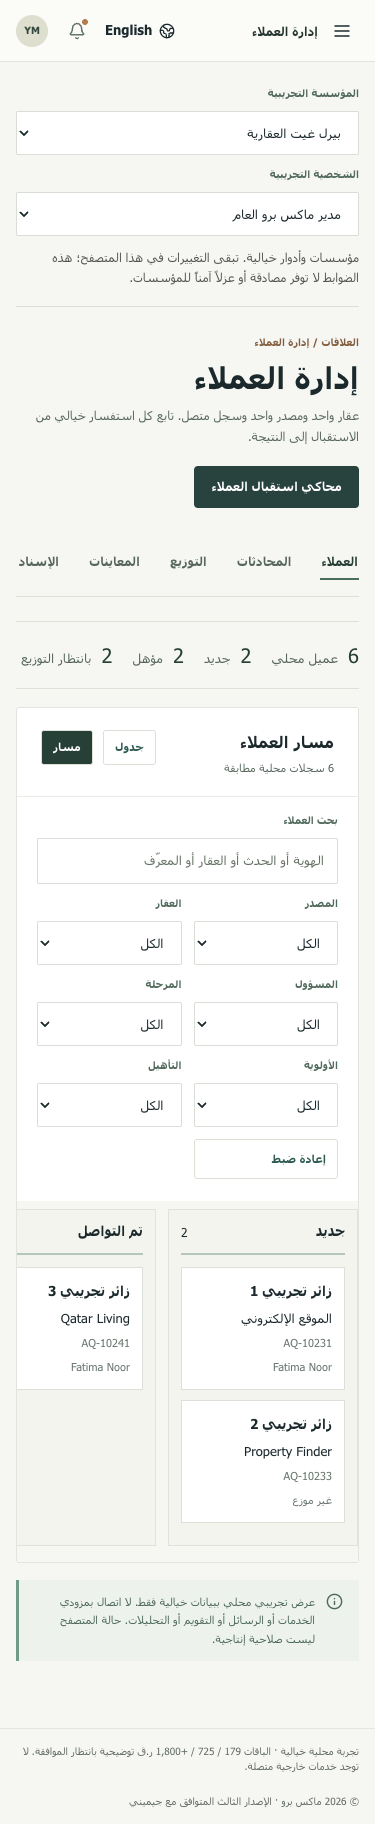 إدارة العملاء
English
YM
المؤسسة التجريبية
بيرل غيت العقارية
الشخصية التجريبية
مدير ماكس برو العام
مؤسسات وأدوار خيالية. تبقى التغييرات في هذا المتصفح؛ هذه
الضوابط لا توفر مصادقة أو عزلاً آمناً للمؤسسات.
العلاقات / إدارة العملاء
إدارة العملاء
عقار واحد ومصدر واحد وسجل متصل. تابع كل استفسار خيالي من
الاستقبال إلى النتيجة.
محاكي استقبال العملاء
العملاء المحادثات التوزيع المعاينات الإسناد
6 عميل محلي 2 جديد 2 مؤهل 2 بانتظار التوزيع
مسار العملاء
6 سجلات محلية مطابقة
جدول مسار
بحث العملاء
الهوية أو الحدث أو العقار أو المعرّف
المصدر العقار
الكل الكل
المسؤول المرحلة
الكل الكل
الأولوية التأهيل
الكل الكل
إعادة ضبط
جديد 2
زائر تجريبي 1
الموقع الإلكتروني
AQ-10231
Fatima Noor
زائر تجريبي 2
Property Finder
AQ-10233
غير موزع
تم التواصل
زائر تجريبي 3
Qatar Living
AQ-10241
Fatima Noor
عرض تجريبي محلي ببيانات خيالية فقط. لا اتصال بمزودي
الخدمات أو الرسائل أو التقويم أو التحليلات. حالة المتصفح
ليست صلاحية إنتاجية.
تجربة محلية خيالية · الباقات 179 / 725 / +1,800 ر.ق توضيحية بانتظار الموافقة. لا
توجد خدمات خارجية متصلة.
© 2026 ماكس برو · الإصدار الثالث المتوافق مع جيميني